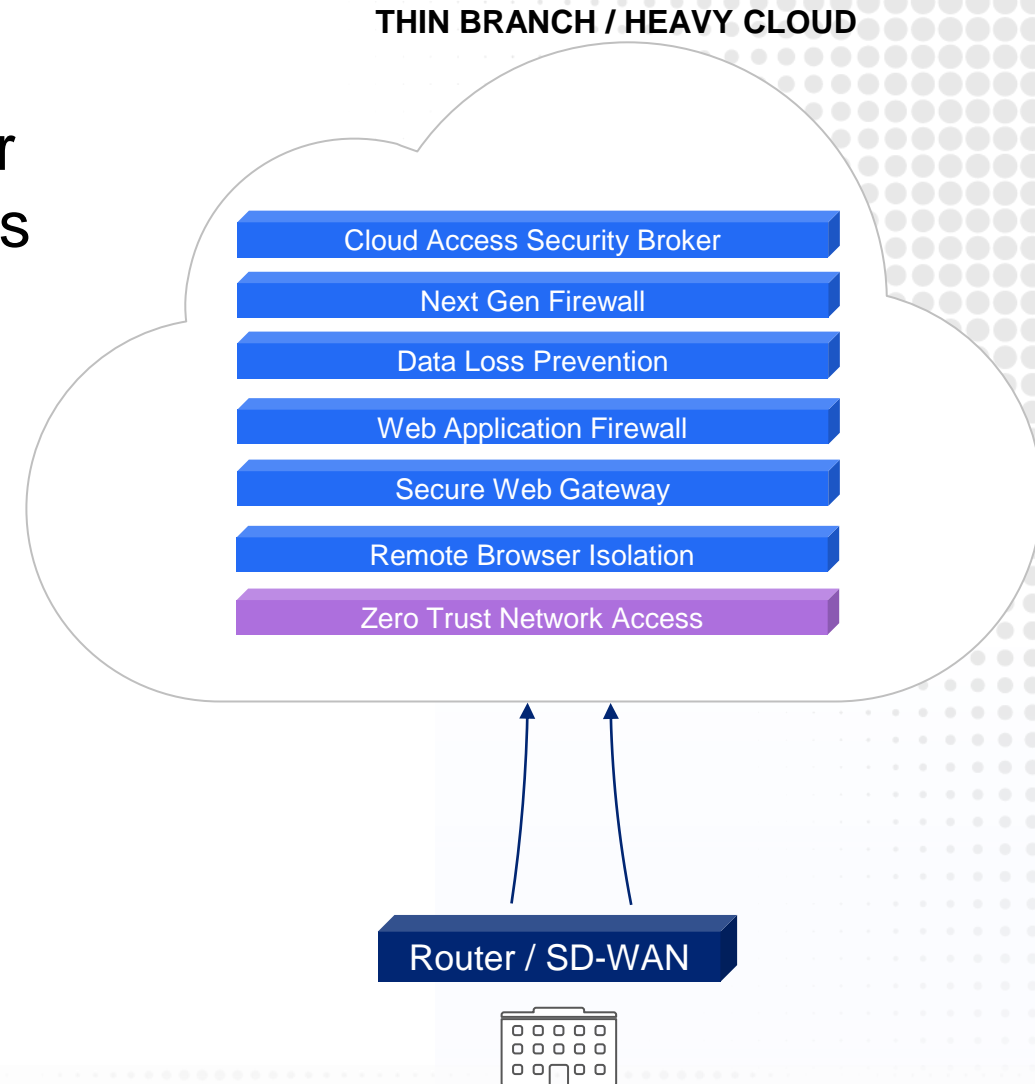 THIN BRANCH / HEAVY CLOUD
r
s
Cloud Access Security Broker
Next Gen Firewall
Data Loss Prevention
Web Application Firewall
Secure Web Gateway
Remote Browser Isolation
Zero Trust Network Access
Router / SD-WAN